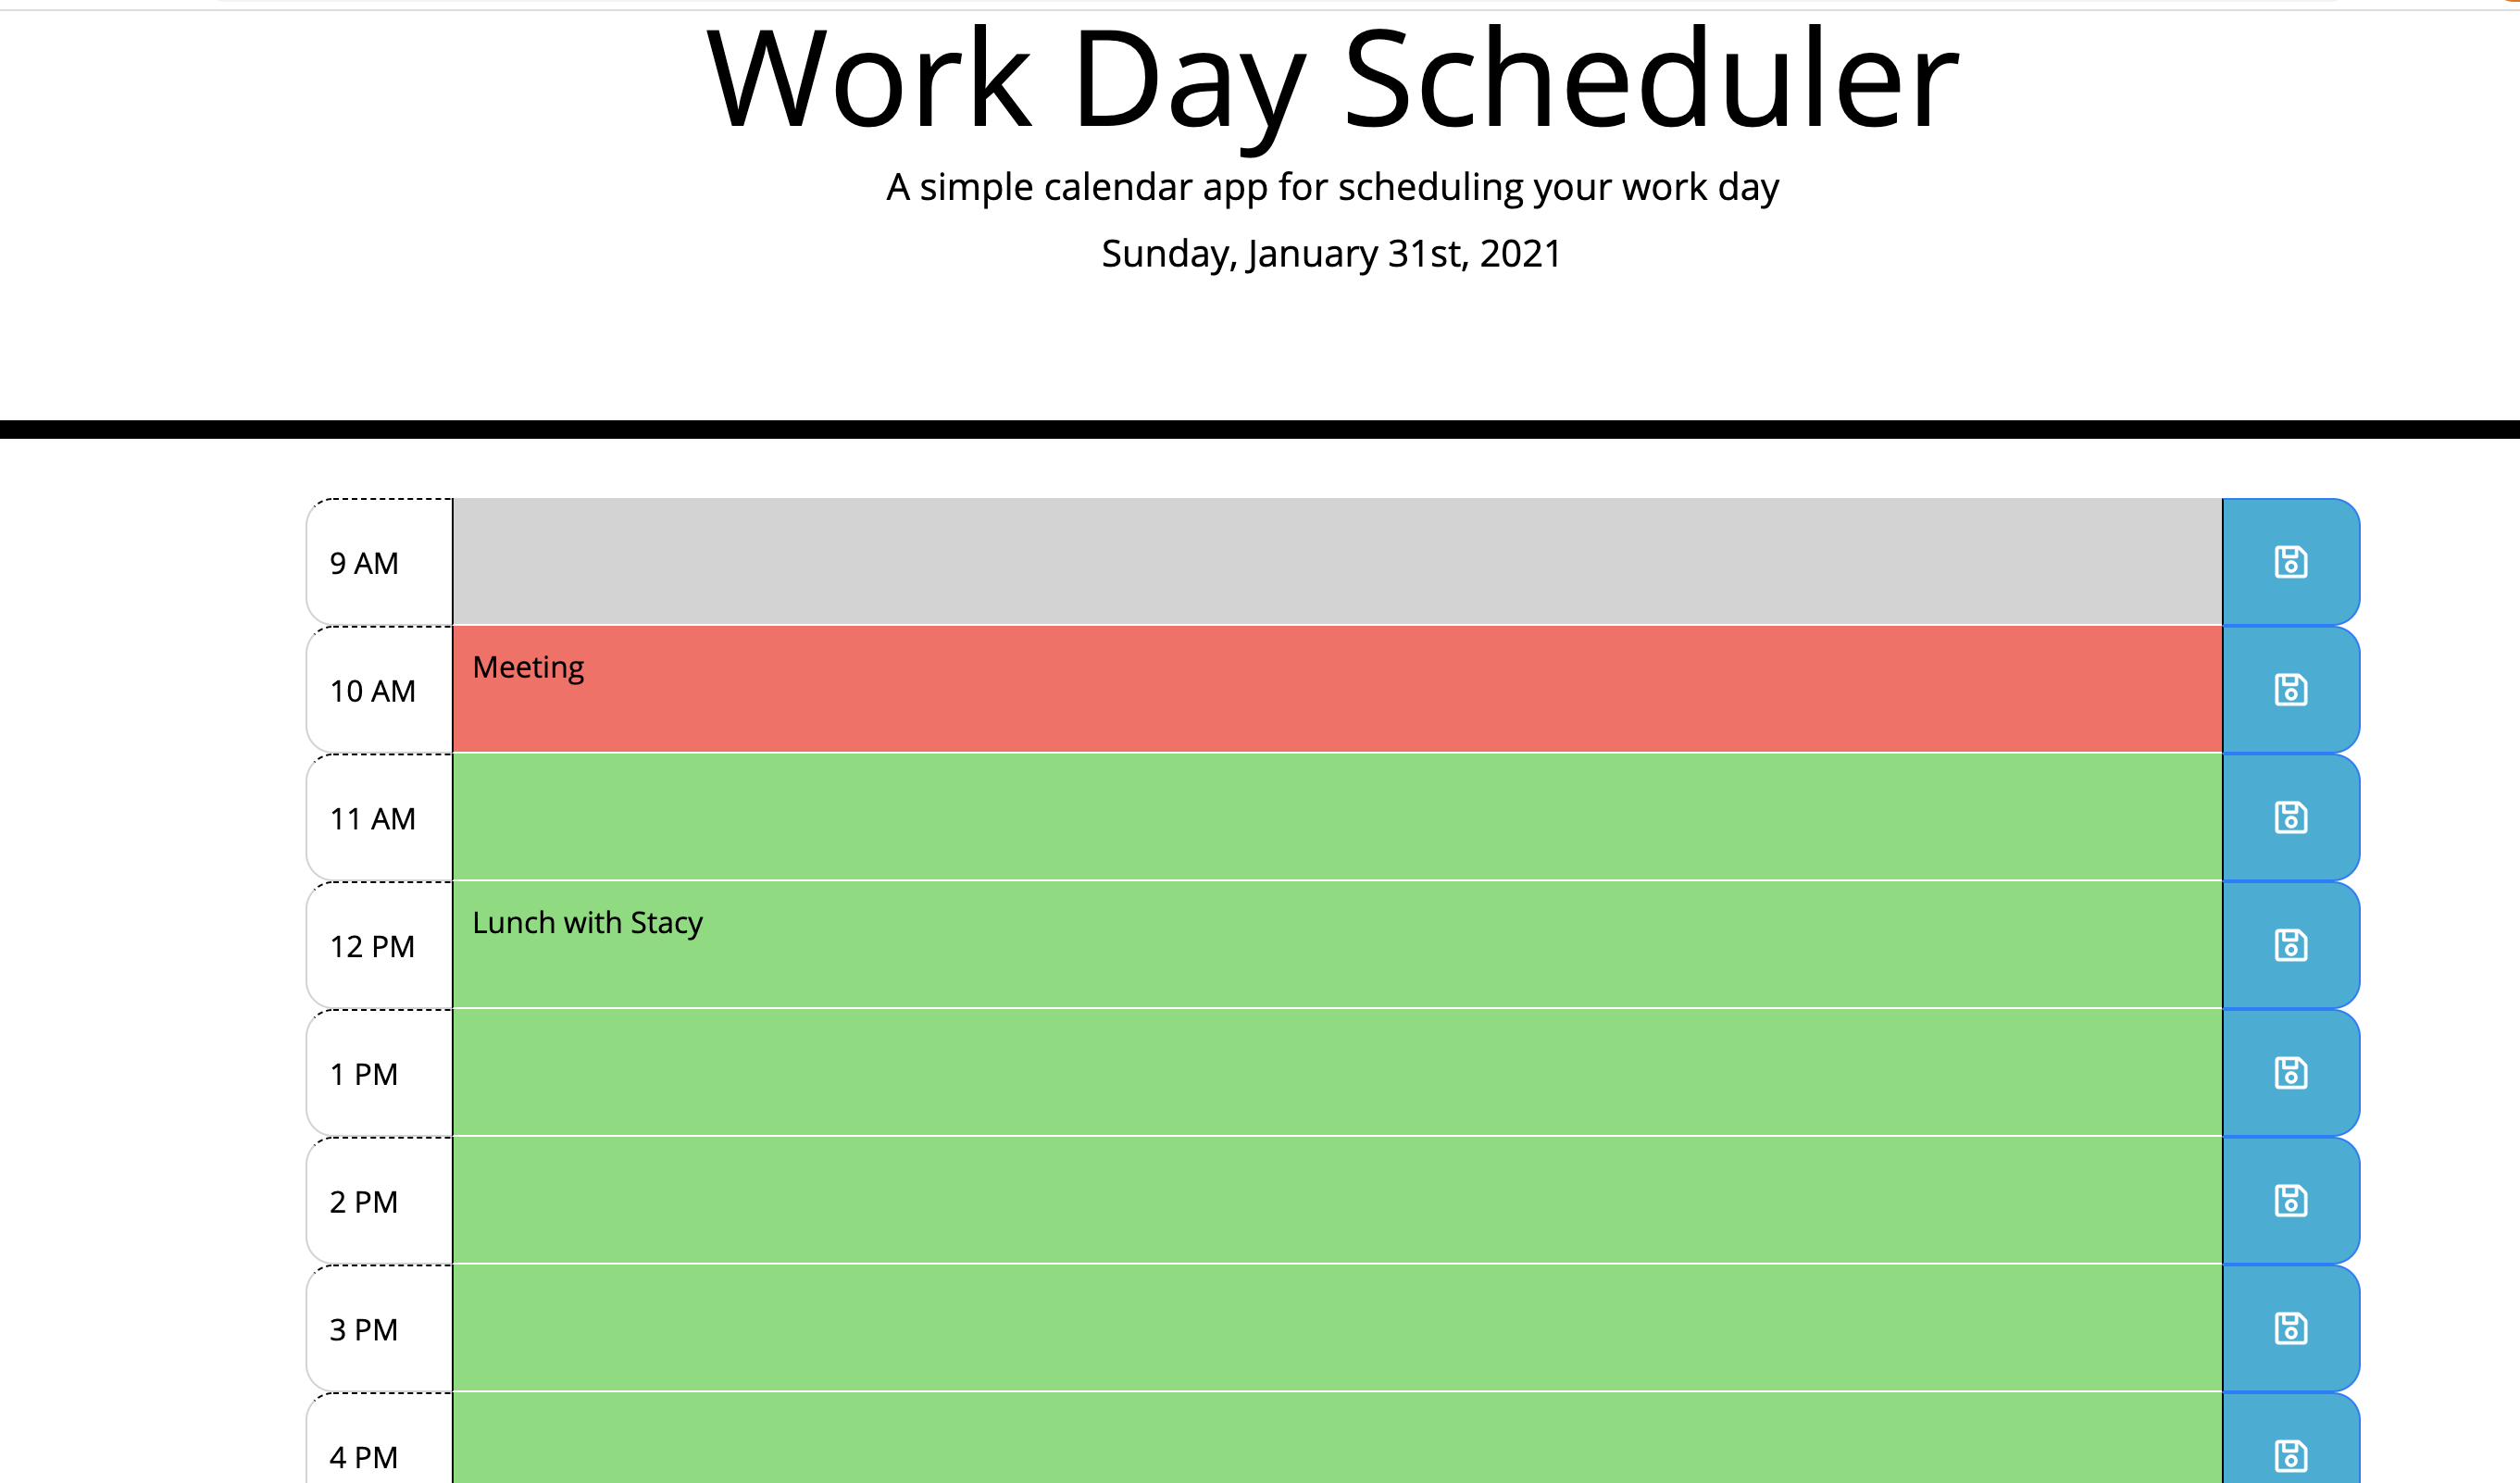 Work Day Scheduler
A simple calendar app for scheduling your work day
Sunday, January 31st, 2021
9 AM
10 AM
Meeting
11 AM
12 PM
Lunch with Stacy
1 PM
2 PM
3 PM
4 PM